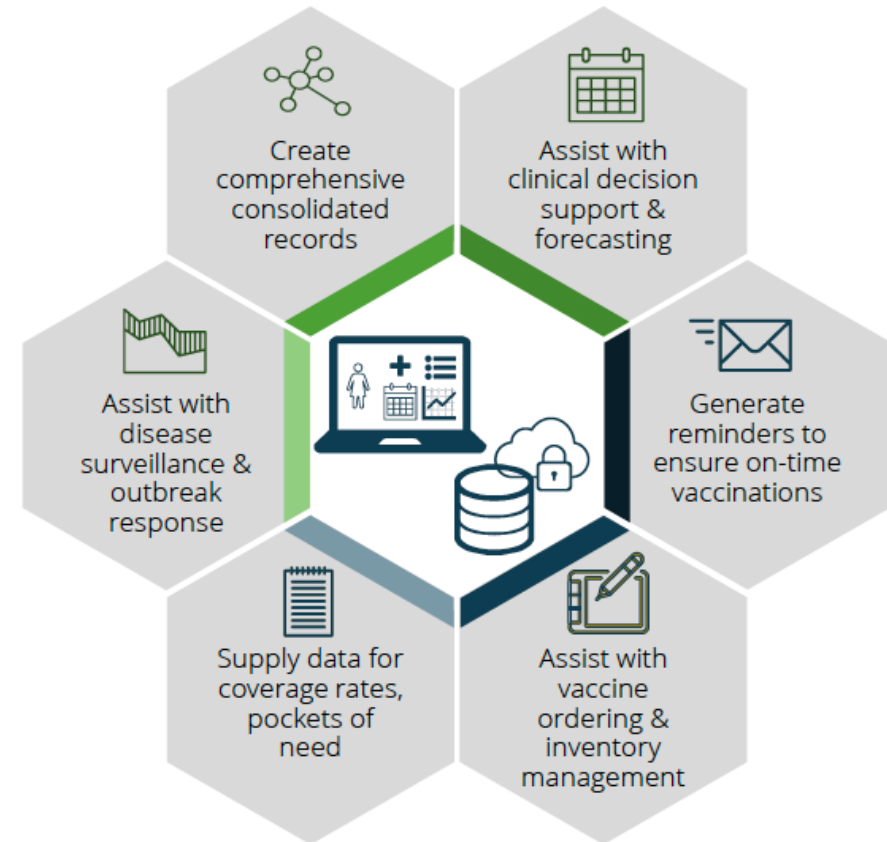 Create
comprehensive
consolidated
records
Assist with
clinical decision
support &
forecasting
Assist with
disease
surveillance &
outbreak
response
Generate
reminders to
ensure on-time
vaccinations
Supply data for
coverage rates,
pockets of
need
Assist with
vaccine
ordering &
inventory
management